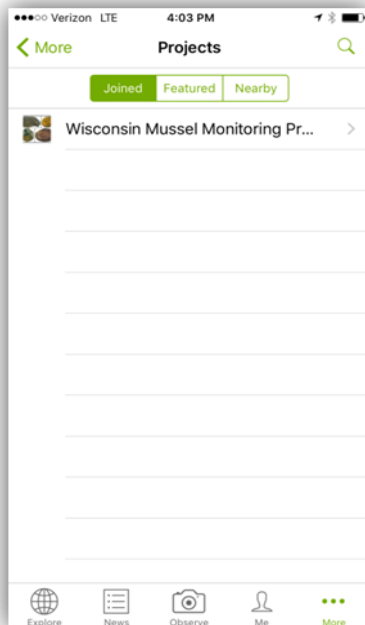 Verizon LTE 4:03 PM
More Projects
Joined Featured Nearby
Wisconsin Mussel Monitoring Pr...
Explore News Observe Me More